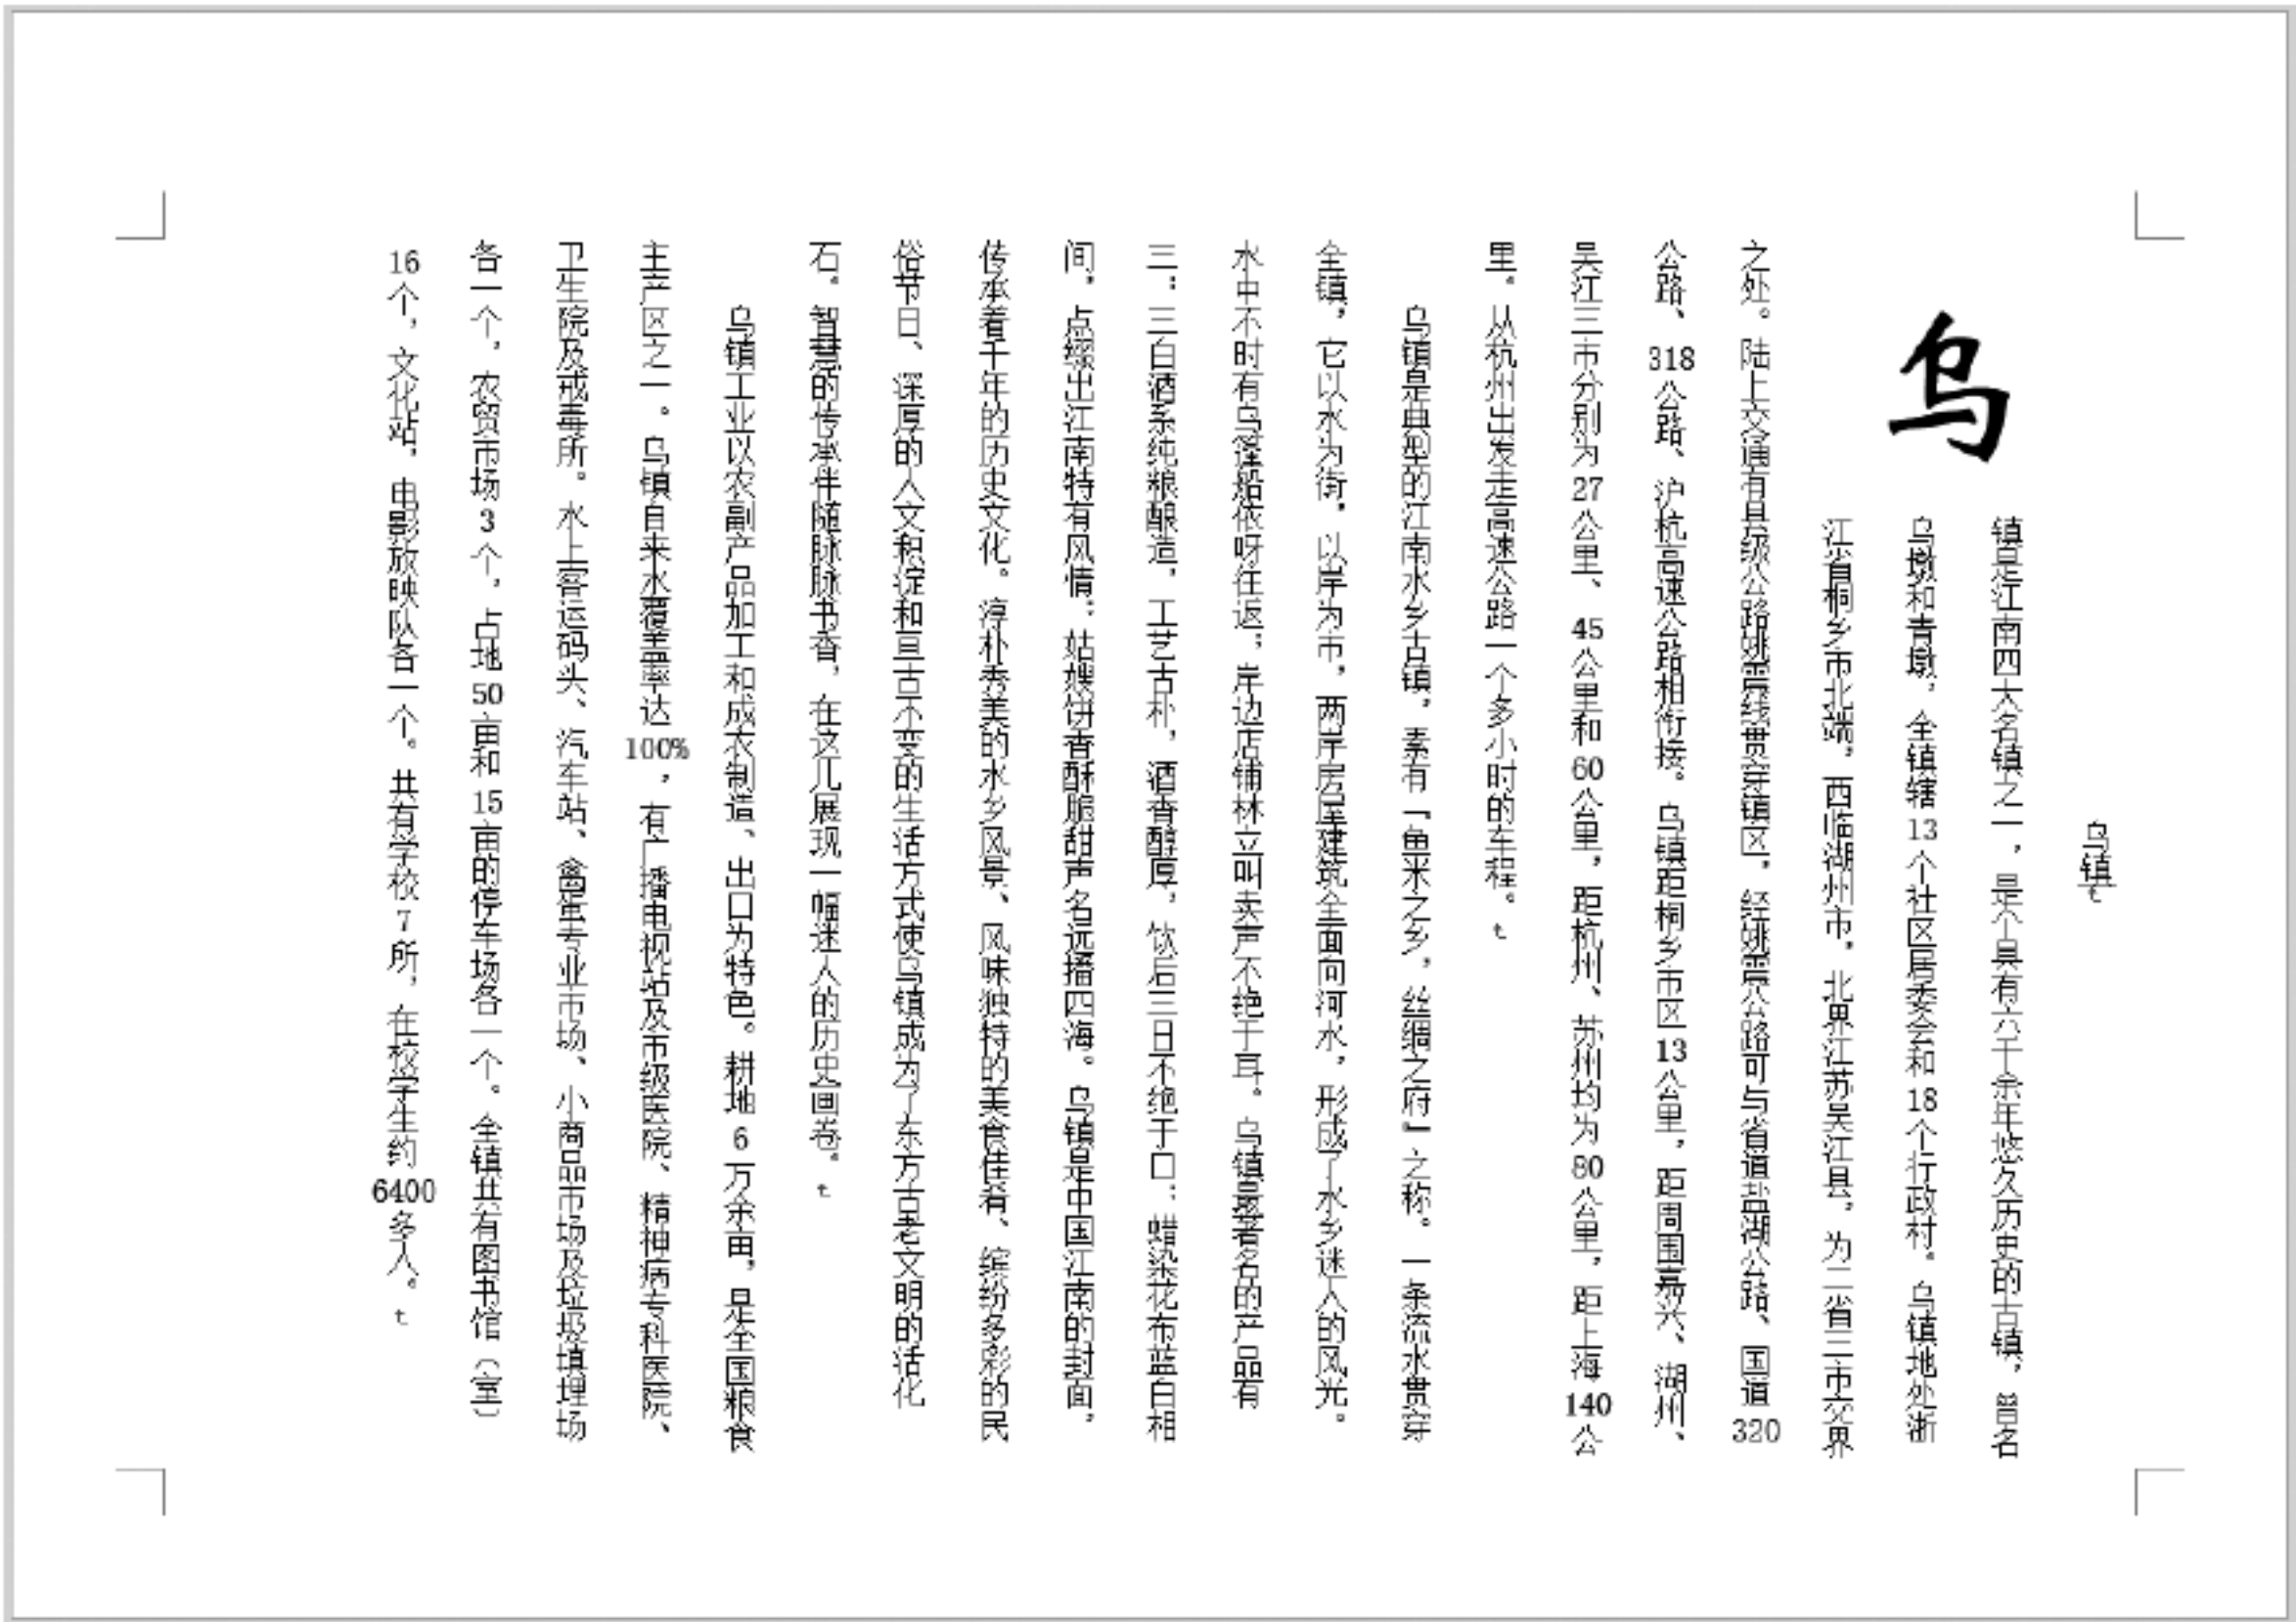 乌镇
乌
镇是江南四大名镇之一，是个具有六千余年悠久历史的古镇，曾名
乌墩和青墩，全镇辖13个社区居委会和18个行政村。乌镇地处浙
江省桐乡市北端，西临湖州市，北界江苏吴江县，为二省三市交界
之处。陆上交通有县级公路姚震线贯穿镇区，经姚震公路可与省道盐湖公路、国道320
公路、318公路、沪杭高速公路相衔接。乌镇距桐乡市区13公里，距周围嘉兴、湖州、
吴江三市分别为27公里、45公里和60公里，距杭州、苏州均为80公里，距上海140公
里。从杭州出发走高速公路一个多小时的车程。
乌镇是典型的江南水乡古镇，素有『鱼米之乡，丝绸之府』之称。一条流水贯穿
全镇，它以水为街，以岸为市，两岸房屋建筑全面向河水，形成了水乡迷人的风光。
水中不时有乌篷船依呀往返；岸边店铺林立叫卖声不绝于耳。乌镇最著名的产品有
三：三白酒系纯粮酿造，工艺古朴，酒香醇厚，饮后三日不绝于口；蜡染花布蓝白相
间，点缀出江南特有风情；姑嫂饼香酥脆甜声名远播四海。乌镇是中国江南的封面，
传承着千年的历史文化。淳朴秀美的水乡风景、风味独特的美食佳肴、缤纷多彩的民
俗节日、深厚的人文积淀和亘古不变的生活方式使乌镇成为了东方古老文明的活化
石。智慧的传承伴随脉脉书香，在这儿展现一幅迷人的历史画卷。
乌镇工业以农副产品加工和成衣制造、出口为特色。耕地6万余亩，是全国粮食
主产区之一。乌镇自来水覆盖率达100%，有广播电视站及市级医院、精神病专科医院、
卫生院及戒毒所。水上客运码头、汽车站、禽蛋专业市场、小商品市场及垃圾填埋场
各一个，农贸市场3个，占地50亩和15亩的停车场各一个。全镇共有图书馆（室）
16个，文化站，电影放映队各一个。共有学校7所，在校学生约6400多人。